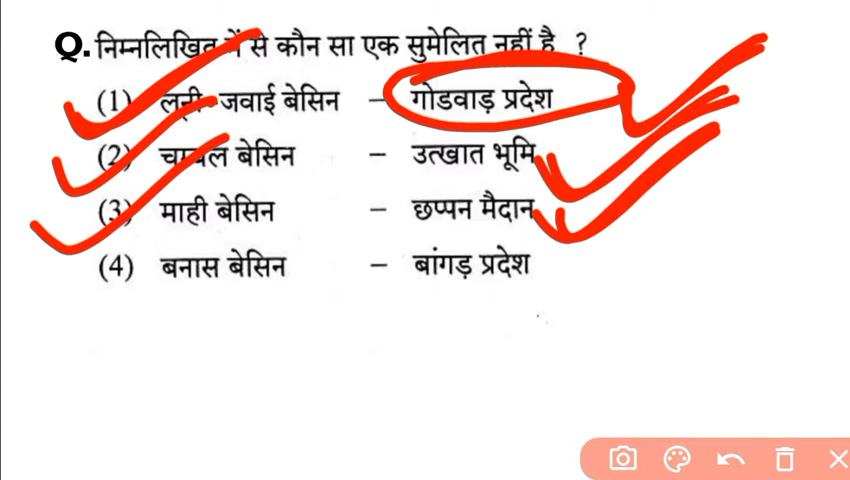 Q. निम्नलिखित में से कौन सा एक सुमेलित नहीं है ?
(1) लूनी-जवाई बेसिन – गोडवाड़ प्रदेश
(2) चम्बल बेसिन – उत्खात भूमि
(3) माही बेसिन – छप्पन मैदान
(4) बनास बेसिन – बांगड़ प्रदेश